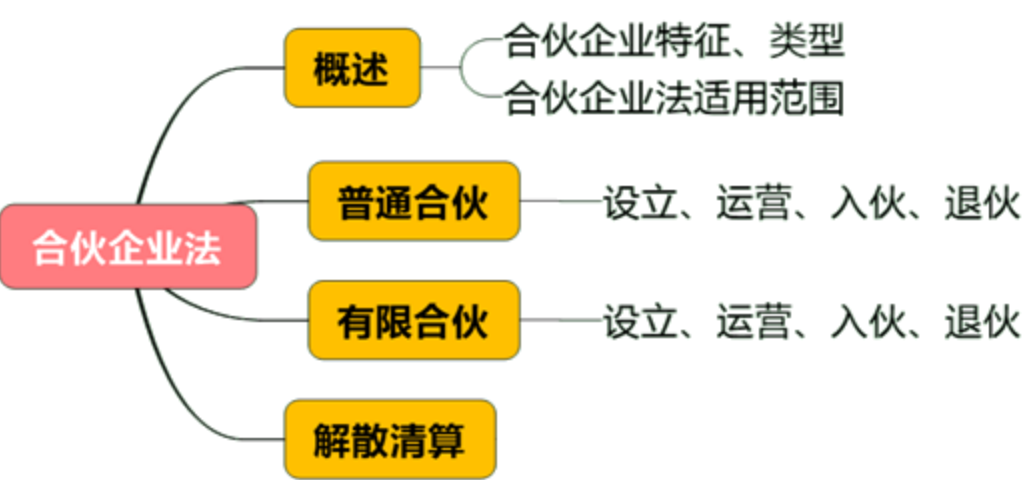 概述
合伙企业特征、类型
合伙企业法适用范围
普通合伙
设立、运营、入伙、退伙
合伙企业法
有限合伙
设立、运营、入伙、退伙
解散清算